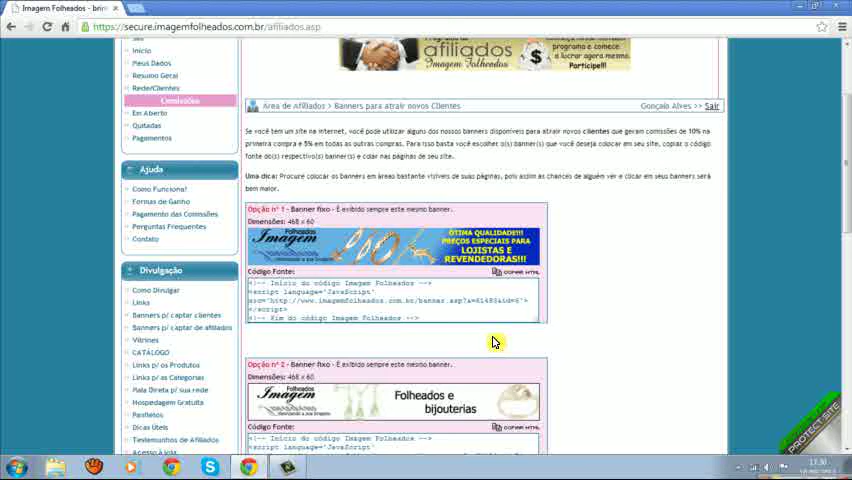 Imagem Folheados - brin
https://secure.imagemfolheados.com.br/afiliados.asp
Início
Meus Dados
Resumo Geral
Rede/Clientes
Comissões
Em Aberto
Quitadas
Pagamentos
Ajuda
Como Funciona?
Formas de Ganho
Pagamento das Comissões
Perguntas Frequentes
Contato
Divulgação
Como Divulgar
Links
Banners p/ captar clientes
Banners p/ captar de afiliados
Vitrines
CATÁLOGO
Links p/ os Produtos
Links p/ as Categorias
Mala Direta p/ sua rede
Hospedagem Gratuita
Panfletos
Dicas Úteis
Testemunhos de Afiliados
programa e comece
afiliados
a lucrar agora mesmo.
Imagem Folheados
Participe!!!
Área de Afiliados > Banners para atrair novos Clientes
Gonçalo Alves >> Sair
Se você tem um site na internet, você pode utilizar alguns dos nossos banners disponíveis para atrair novos clientes que geram comissões de 10% na
primeira compra e 5% em todas as outras compras. Para isso basta você escolher o(s) banner(s) que você deseja colocar em seu site, copiar o código
fonte do(s) respectivo(s) banner(s) e colar nas páginas de seu site.
Uma dica: Procure colocar os banners em áreas bastante visíveis de suas páginas, pois assim as chances de alguém ver e clicar em seus banners será
bem maior.
Opção nº 1 - Banner fixo - É exibido sempre este mesmo banner.
Dimensões: 468 x 60
Folheados
Imagem
ÓTIMA QUALIDADE!!!
PREÇOS ESPECIAIS PARA
LOJISTAS E
REVENDEDORAS!!!
Código Fonte:
COPIAR HTML
<!-- Início do código Imagem Folheados -->
<script language="JavaScript"
src="http://www.imagemfolheados.com.br/banner.asp?a=61485&id=6">
</script>
<!-- Fim do código Imagem Folheados -->
Opção nº 2 - Banner fixo - É exibido sempre este mesmo banner.
Dimensões: 468 x 60
Folheados
Imagem
Folheados e
bijouterias
Código Fonte:
COPIAR HTML
<!-- Início do código Imagem Folheados -->
<script language="JavaScript"
PROTECT SITE
17:30